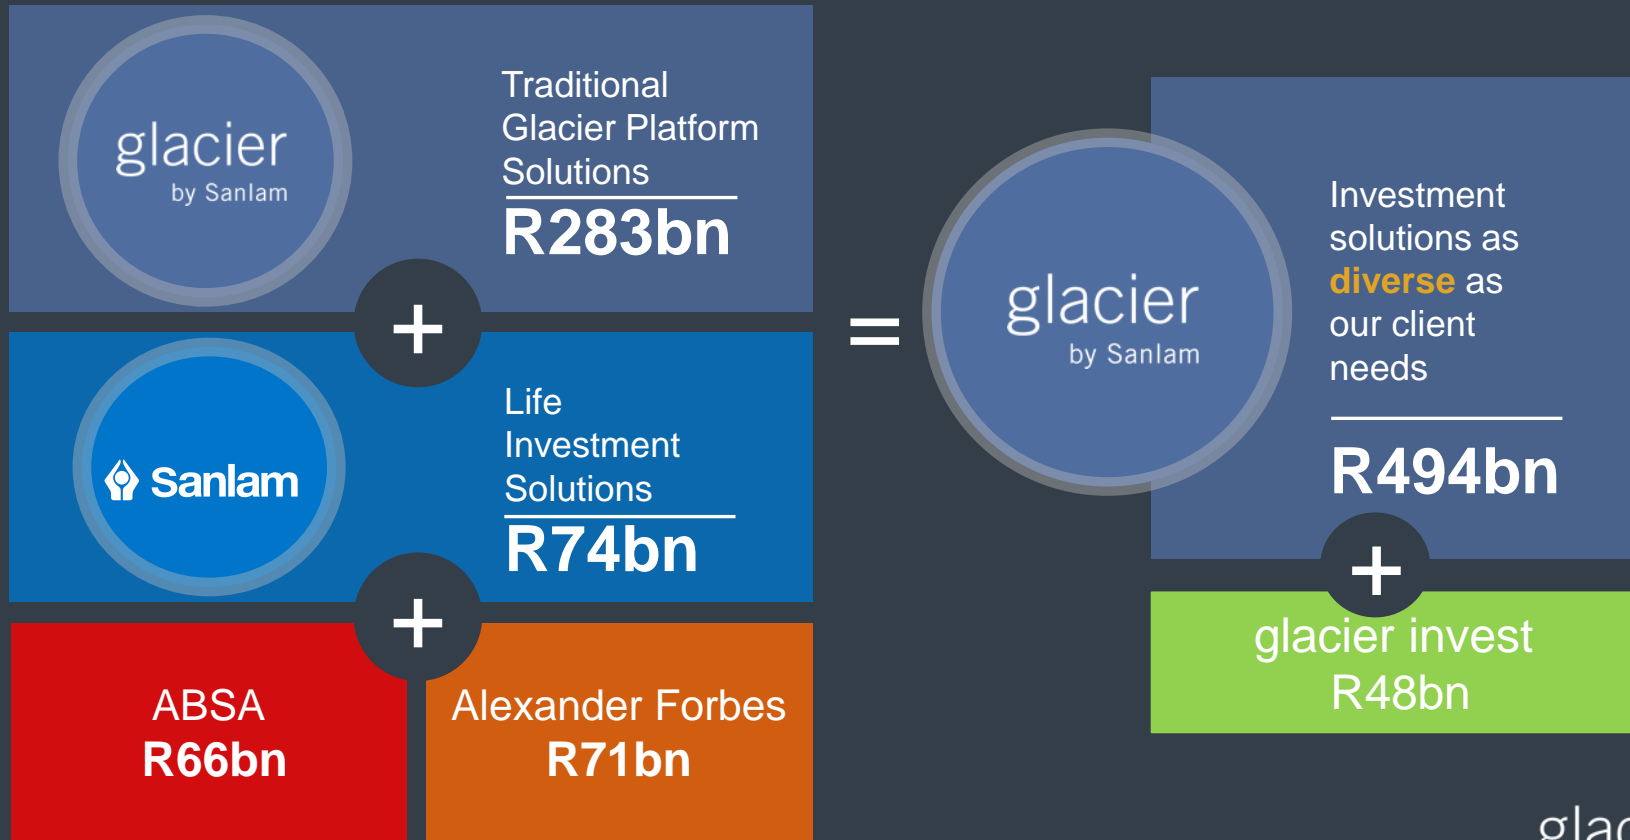 glacier
by Sanlam
Traditional
Glacier Platform
Solutions
R283bn
+
Sanlam
Life
Investment
Solutions
R74bn
+
ABSA
R66bn
Alexander Forbes
R71bn
=
glacier
by Sanlam
Investment
solutions as
diverse as
our client
needs
R494bn
+
glacier invest
R48bn